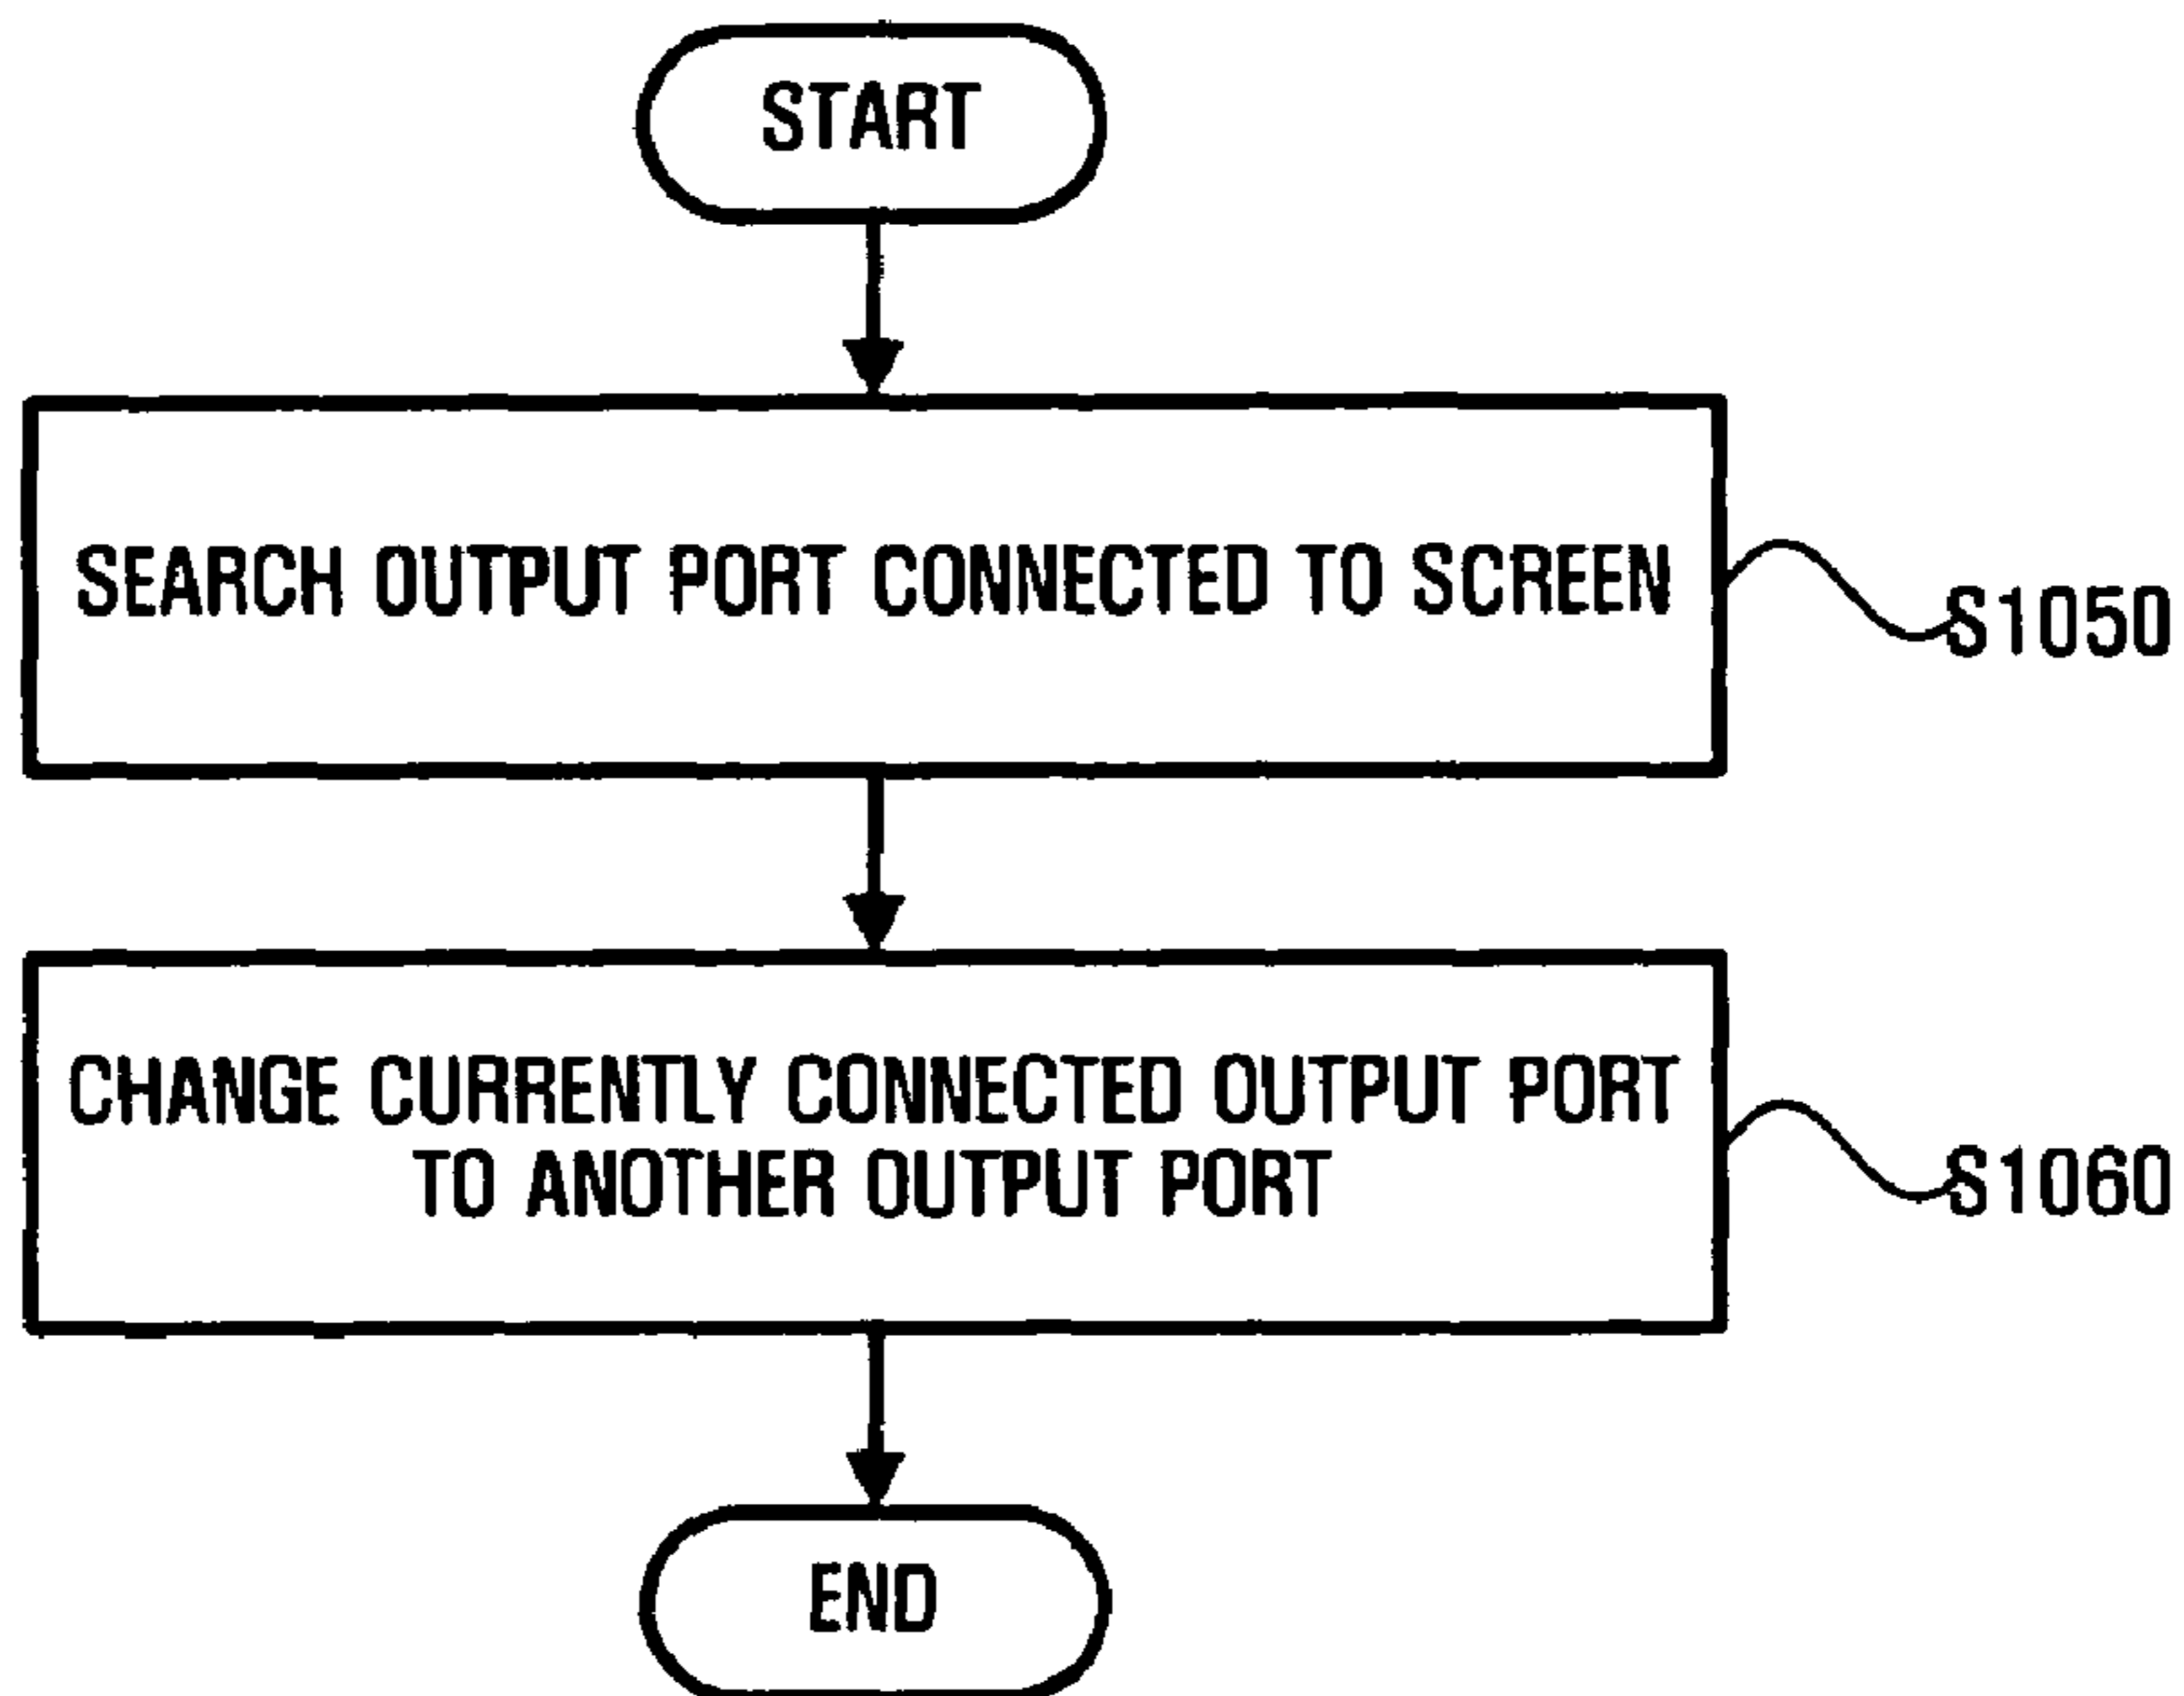 START
SEARCH OUTPUT PORT CONNECTED TO SCREEN
S1050
CHANGE CURRENTLY CONNECTED OUTPUT PORT
TO ANOTHER OUTPUT PORT
S1060
END